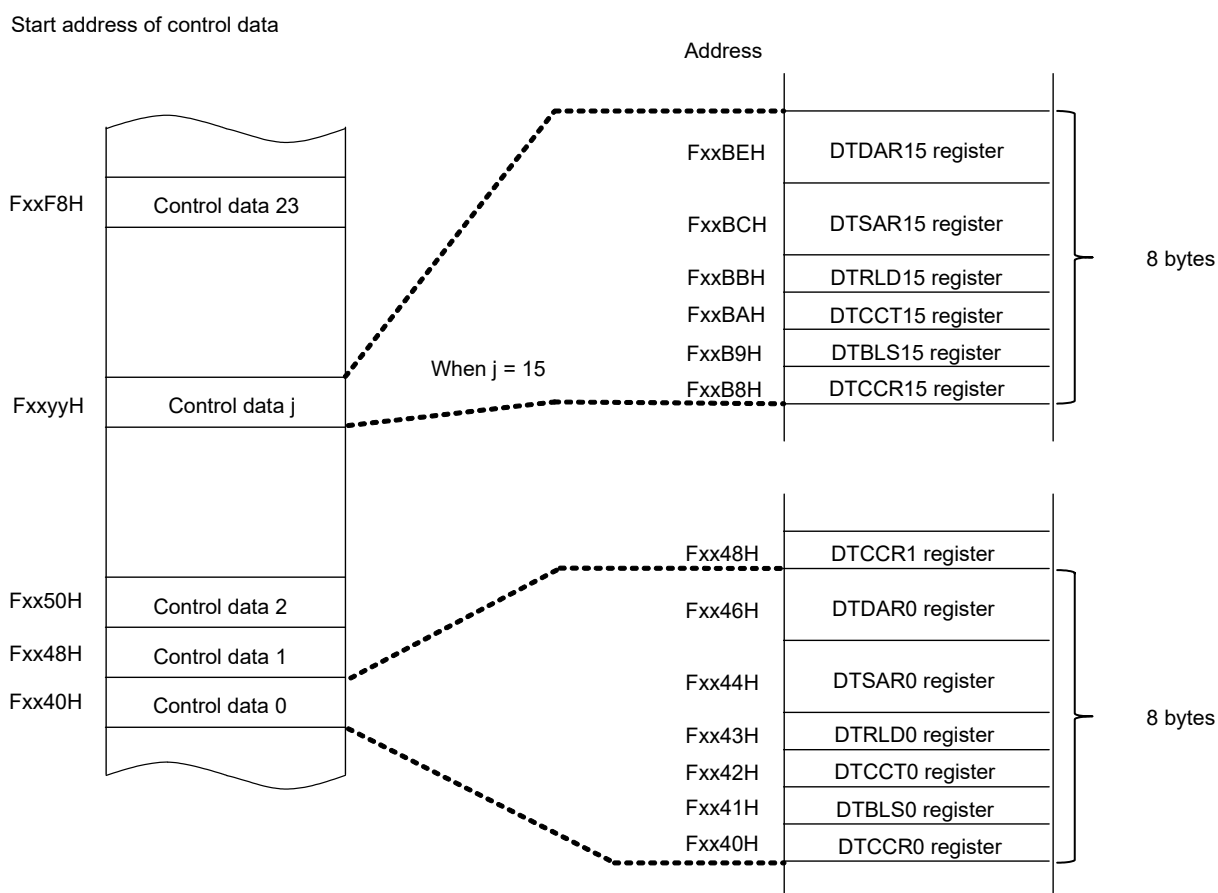 Start address of control data
Address
FxxF8H
Control data 23
FxxyyH
Control data j
Fxx50H
Control data 2
Fxx48H
Control data 1
Fxx40H
Control data 0
When j = 15
FxxBEH
DTDAR15 register
FxxBCH
DTSAR15 register
FxxBBH
DTRLD15 register
FxxBAH
DTCCT15 register
FxxB9H
DTBLS15 register
FxxB8H
DTCCR15 register
8 bytes
Fxx48H
DTCCR1 register
Fxx46H
DTDAR0 register
Fxx44H
DTSAR0 register
Fxx43H
DTRLD0 register
Fxx42H
DTCCT0 register
Fxx41H
DTBLS0 register
Fxx40H
DTCCR0 register
8 bytes